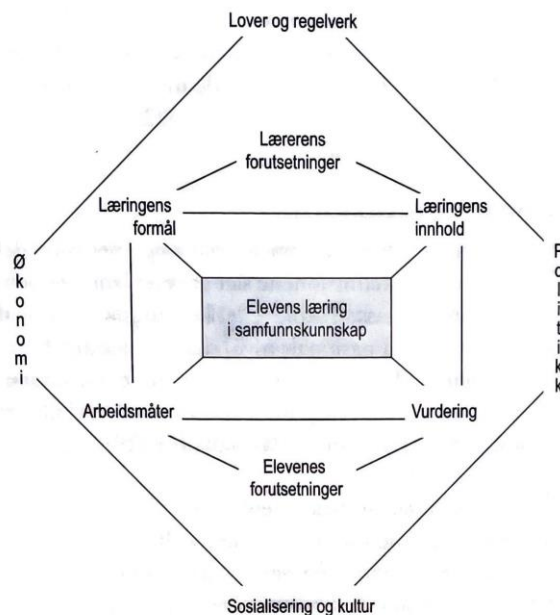 Lover og regelverk
Lærerens
forutsetninger
Læringens
formål
Læringens
innhold
Økonomi
Politikk
Elevens læring
i samfunnskunnskap
Arbeidsmåter
Vurdering
Elevenes
forutsetninger
Sosialisering og kultur